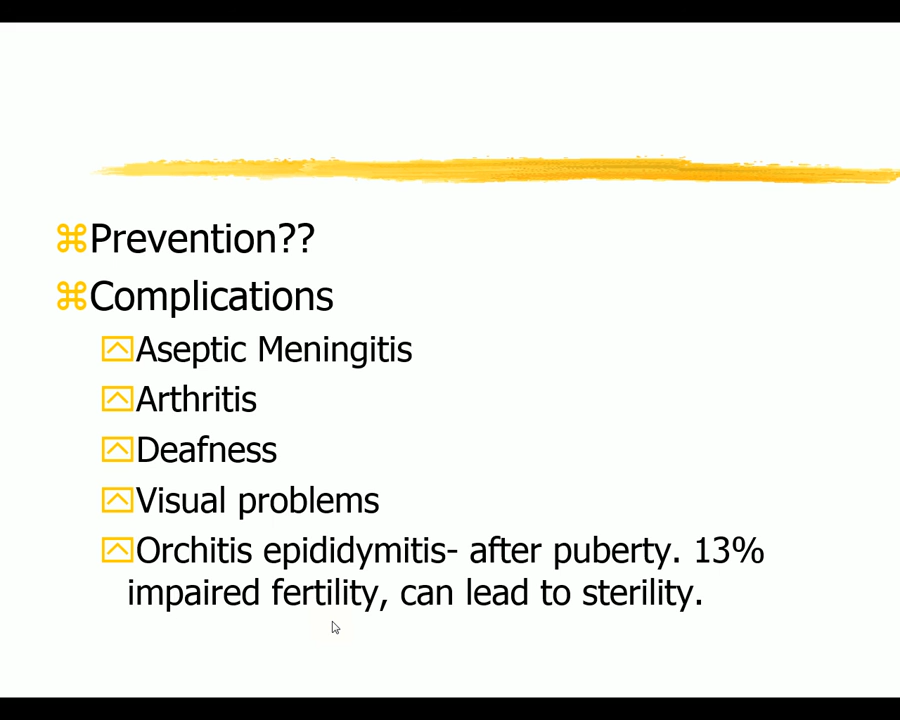 Prevention??
Complications
Aseptic Meningitis
Arthritis
Deafness
Visual problems
Orchitis epididymitis- after puberty. 13%
impaired fertility, can lead to sterility.